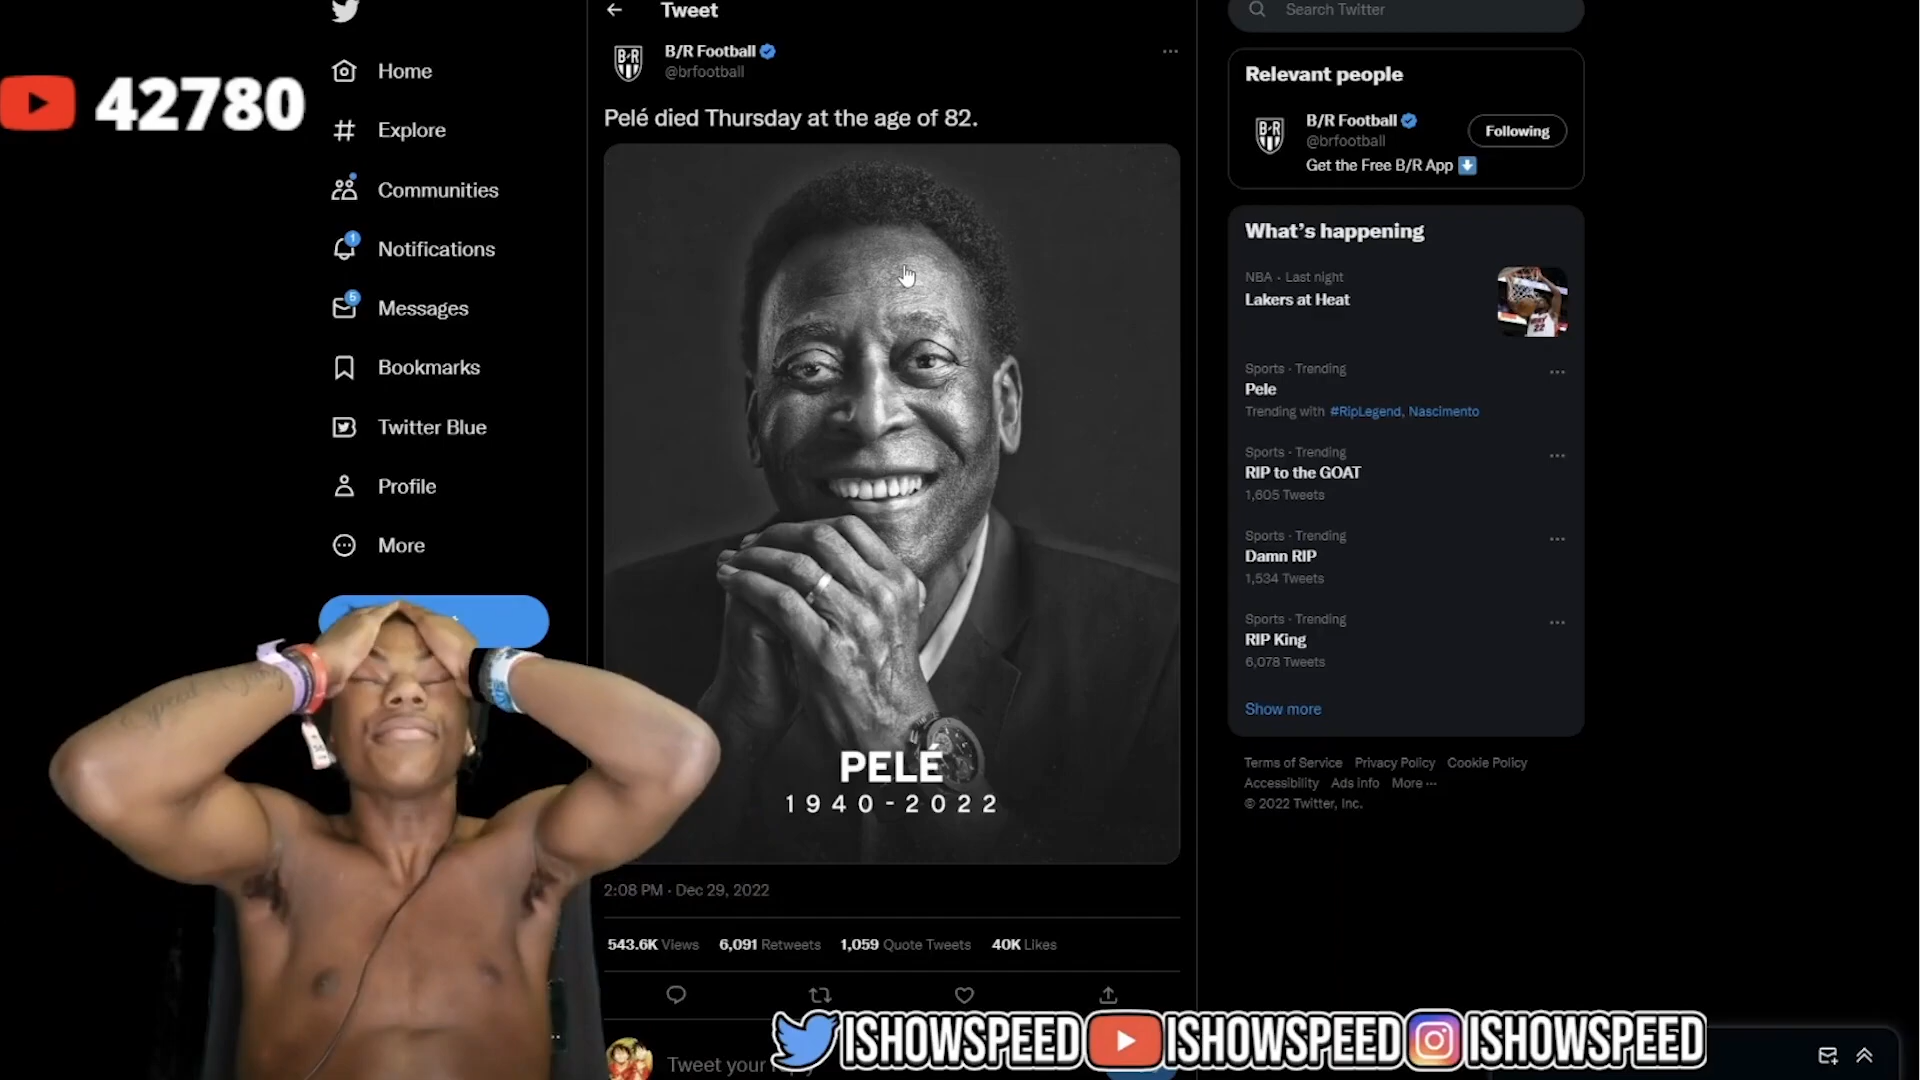 42780
Home
Explore
Communities
1
Notifications
5
Messages
Bookmarks
Twitter Blue
Profile
More
Tweet
B/R Football
@brfootball
Pelé died Thursday at the age of 82.
PELÉ
1940-2022
2:08 PM · Dec 29, 2022
543.6K Views 6,091 Retweets 1,059 Quote Tweets 40K Likes
Tweet your
Search Twitter
Relevant people
B/R Football
@brfootball
Following
Get the Free B/R App
What's happening
NBA · Last night
Lakers at Heat
Sports · Trending
Pele
Trending with #RipLegend, Nascimento
Sports · Trending
RIP to the GOAT
1,605 Tweets
Sports · Trending
Damn RIP
1,534 Tweets
Sports · Trending
RIP King
6,078 Tweets
Show more
Terms of Service Privacy Policy Cookie Policy
Accessibility Ads info More ···
© 2022 Twitter, Inc.
ISHOWSPEED ISHOWSPEED ISHOWSPEED